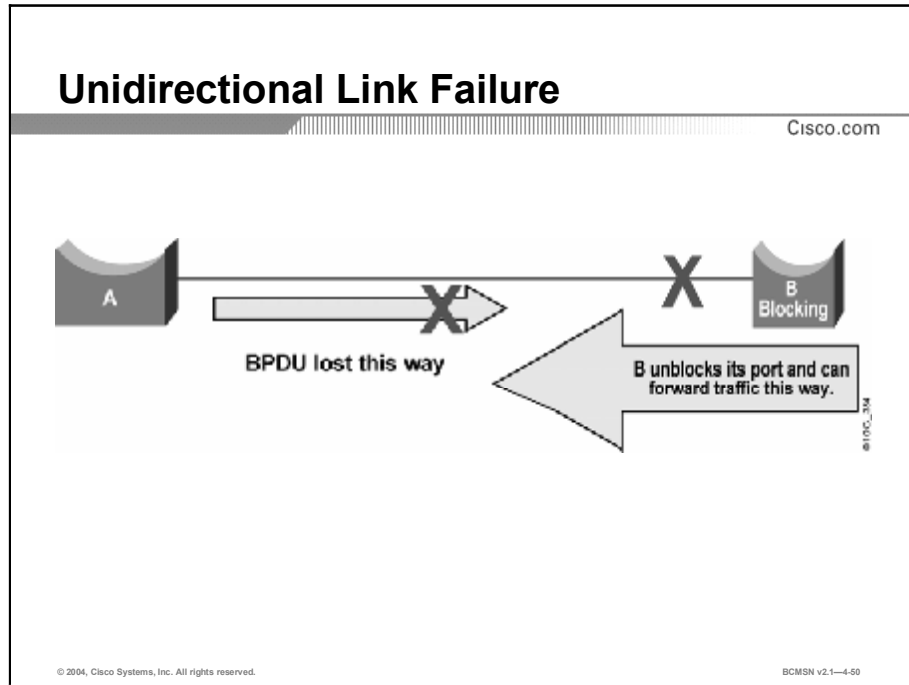 Unidirectional Link Failure
Cisco.com
A
B
Blocking
X
X
BPDU lost this way
B unblocks its port and can
forward traffic this way.
© 2004, Cisco Systems, Inc. All rights reserved.
BCMSN v2.1—4-50